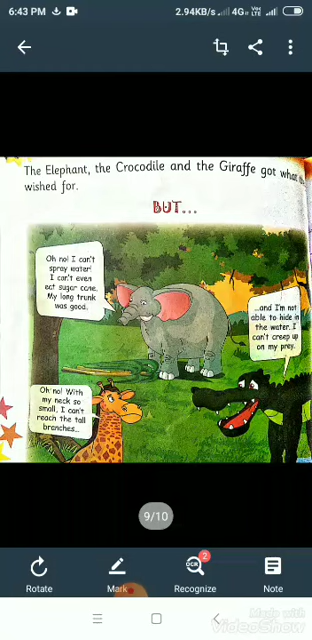 6:43 PM
2.94KB/s 4G VoLTE
The Elephant, the Crocodile and the Giraffe got what
wished for.
BUT...
Oh no! I can't
spray water!
I can't even
eat sugar cane.
My long trunk
was good.
...and I'm not
able to hide in
the water. I
can't creep up
on my prey.
Oh no! With
my neck so
small, I can't
reach the tall
branches...
9/10
OCR
2
Rotate
Mark
Recognize
Note
Made with
VideoShow